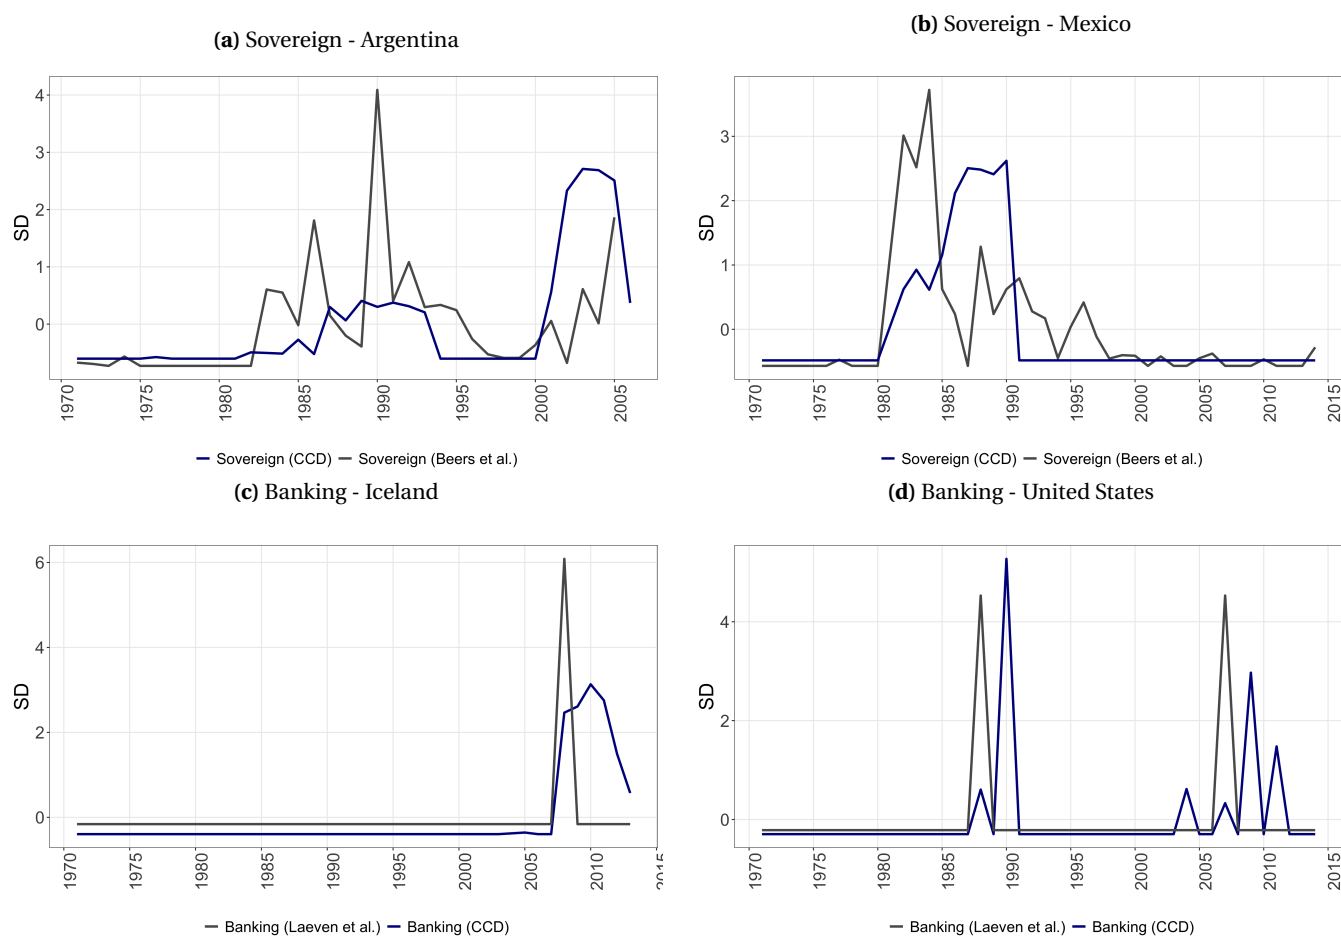 (a) Sovereign - Argentina
SD
4
3
2
1
0
1970 1975 1980 1985 1990 1995 2000 2005
Sovereign (CCD) Sovereign (Beers et al.)
(b) Sovereign - Mexico
SD
3
2
1
0
1970 1975 1980 1985 1990 1995 2000 2005 2010 2015
Sovereign (CCD) Sovereign (Beers et al.)
(c) Banking - Iceland
SD
6
4
2
0
1970 1975 1980 1985 1990 1995 2000 2005 2010 2015
Banking (Laeven et al.) Banking (CCD)
(d) Banking - United States
SD
4
2
0
1970 1975 1980 1985 1990 1995 2000 2005 2010 2015
Banking (Laeven et al.) Banking (CCD)